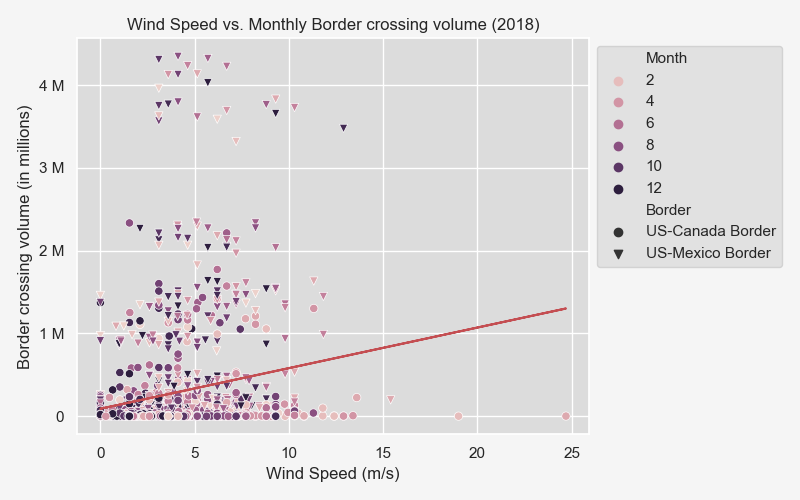 Wind Speed vs. Monthly Border crossing volume (2018)
Border crossing volume (in millions)
4 M
3 M
2 M
1 M
0
0
5
10
15
20
25
Wind Speed (m/s)
Month
2
4
6
8
10
12
Border
US-Canada Border
US-Mexico Border